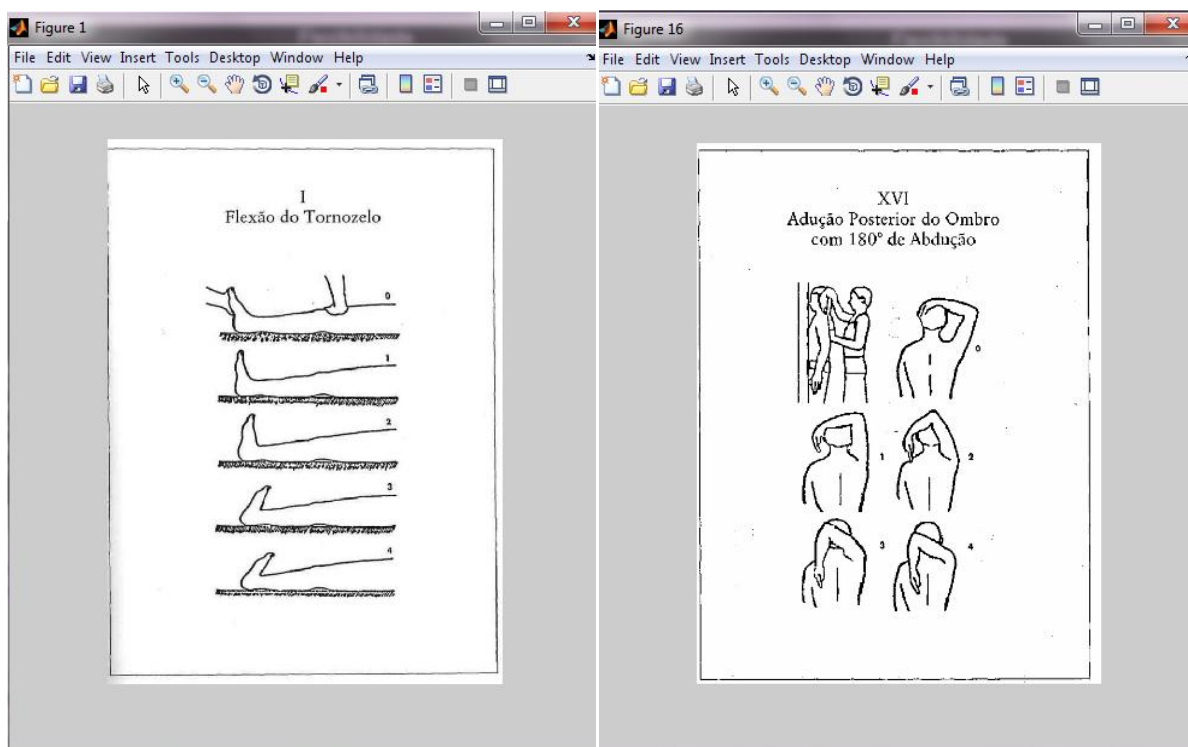 Figure 1
File Edit View Insert Tools Desktop Window Help
I
Flexão do Tornozelo
0
1
2
3
4
Figure 16
File Edit View Insert Tools Desktop Window Help
XVI
Adução Posterior do Ombro
com 180° de Abdução
0
1
2
3
4